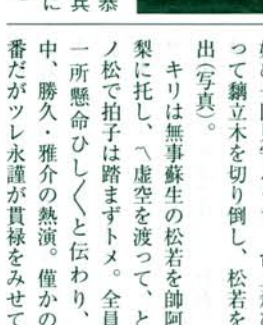 って黐立木を切り倒し、松若を
出(写真)。
キリは無事蘇生の松若を帥阿
梨に托し、〽虚空を渡って、と
ノ松で拍子は踏まずトメ。全員
一所懸命ひし〱と伝わり、
中、勝久・雅介の熱演。僅かの
番だがツレ永謹が貫禄をみせて